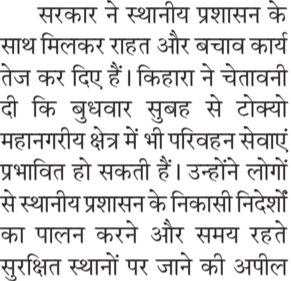 सरकार ने स्थानीय प्रशासन के
साथ मिलकर राहत और बचाव कार्य
तेज कर दिए हैं। किहारा ने चेतावनी
दी कि बुधवार सुबह से टोक्यो
महानगरीय क्षेत्र में भी परिवहन सेवाएं
प्रभावित हो सकती हैं। उन्होंने लोगों
से स्थानीय प्रशासन के निकासी निर्देशों
का पालन करने और समय रहते
सुरक्षित स्थानों पर जाने की अपील